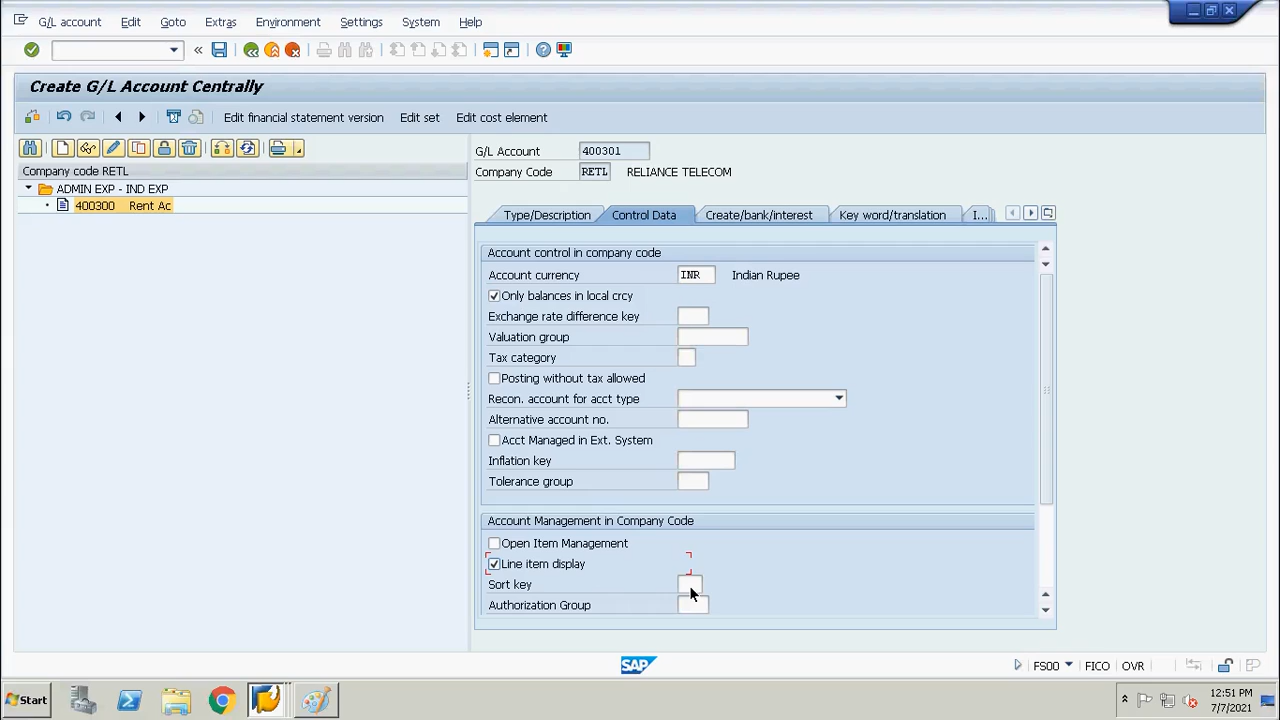 G/L account Edit Goto Extras Environment Settings System Help
Create G/L Account Centrally
Edit financial statement version Edit set Edit cost element
Company code RETL
ADMIN EXP - IND EXP
400300 Rent Ac
G/L Account 400301
Company Code RETL RELIANCE TELECOM
Type/Description Control Data Create/bank/interest Key word/translation I...
Account control in company code
Account currency INR Indian Rupee
Only balances in local crcy
Exchange rate difference key
Valuation group
Tax category
Posting without tax allowed
Recon. account for acct type
Alternative account no.
Acct Managed in Ext. System
Inflation key
Tolerance group
Account Management in Company Code
Open Item Management
Line item display
Sort key
Authorization Group
SAP FS00 FICO OVR
Start 12:51 PM
7/7/2021